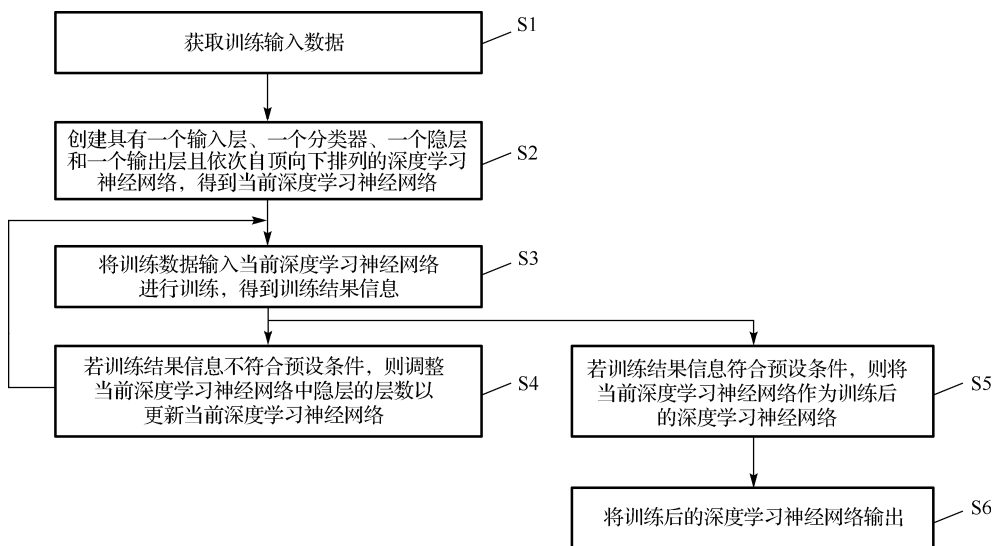 获取训练输入数据
S1
创建具有一个输入层、一个分类器、一个隐层
和一个输出层且依次自顶向下排列的深度学习
神经网络，得到当前深度学习神经网络
S2
将训练数据输入当前深度学习神经网络
进行训练，得到训练结果信息
S3
若训练结果信息不符合预设条件，则调整
当前深度学习神经网络中隐层的层数以
更新当前深度学习神经网络
S4
若训练结果信息符合预设条件，则将
当前深度学习神经网络作为训练后
的深度学习神经网络
S5
将训练后的深度学习神经网络输出
S6